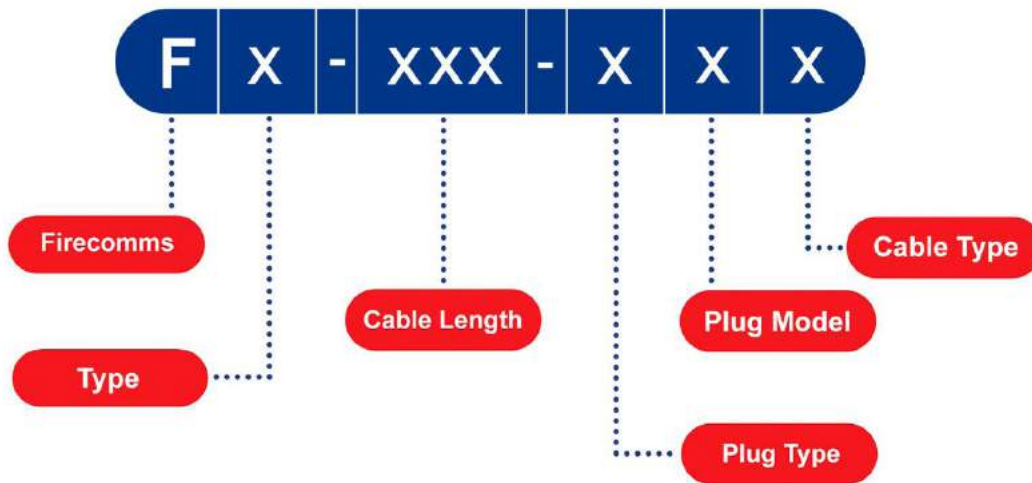 F x - xxx - x x x
Firecomms
Cable Type
Cable Length
Plug Model
Type
Plug Type